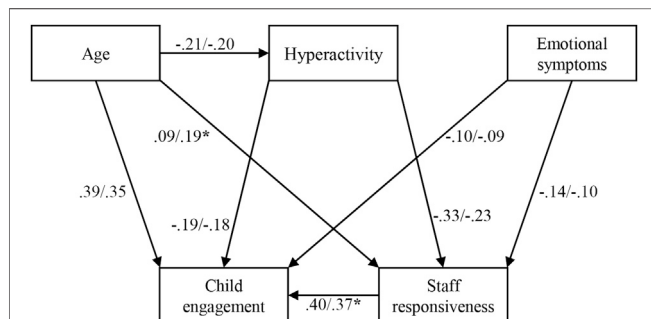 Age
-.21/-.20
Hyperactivity
Emotional
symptoms
.09/.19*
-.10/-.09
.39/.35
-.19/-.18
-.33/-.23
-.14/-.10
Child
engagement
.40/.37*
Staff
responsiveness